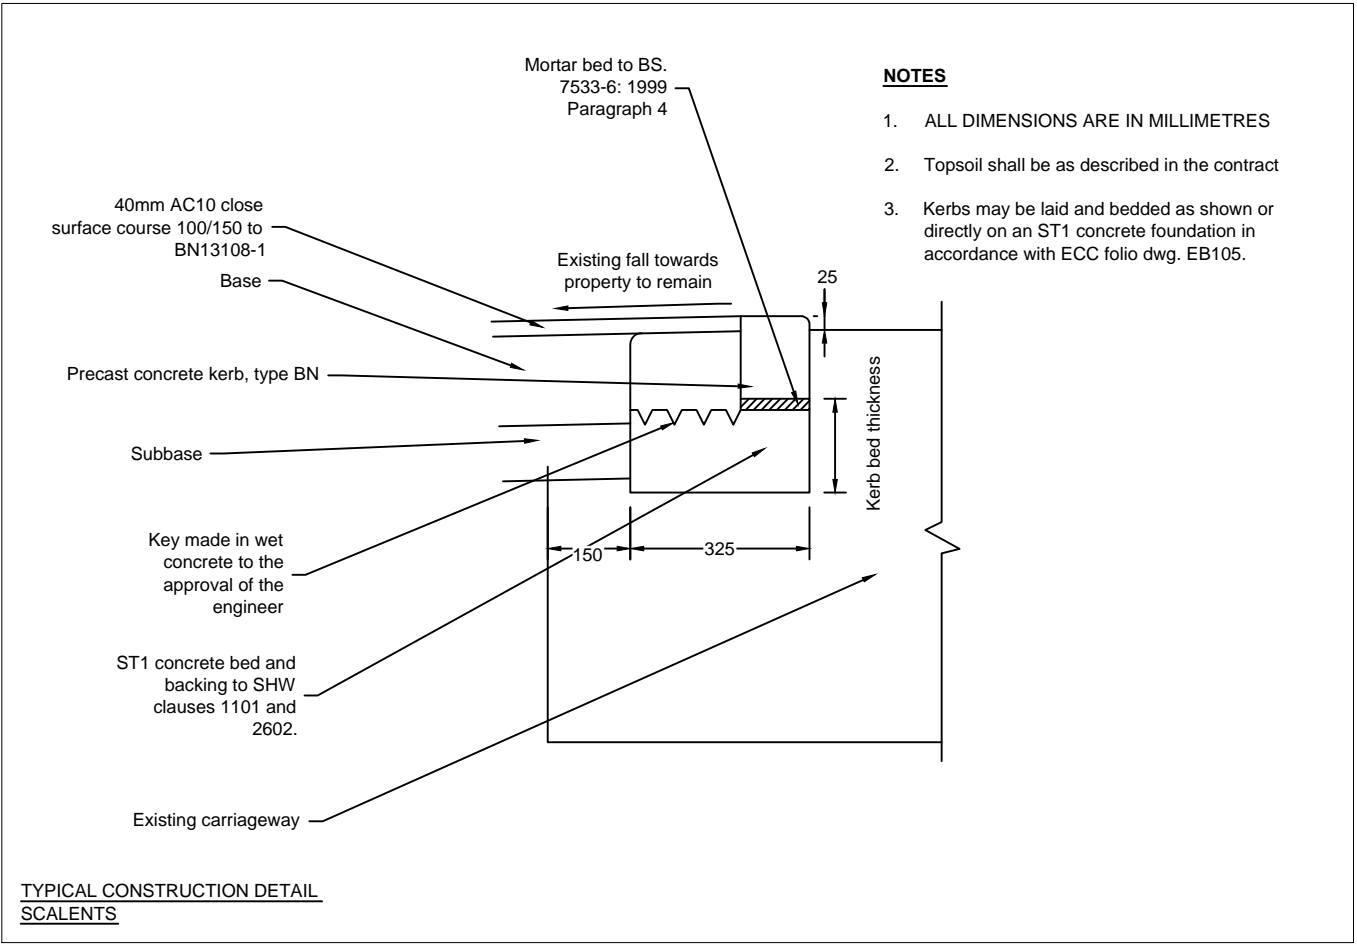 Mortar bed to BS.
7533-6: 1999
Paragraph 4
NOTES
1. ALL DIMENSIONS ARE IN MILLIMETRES
2. Topsoil shall be as described in the contract
3. Kerbs may be laid and bedded as shown or
directly on an ST1 concrete foundation in
accordance with ECC folio dwg. EB105.
40mm AC10 close
surface course 100/150 to
BN13108-1
Base
Existing fall towards
property to remain
25
Precast concrete kerb, type BN
Kerb bed thickness
Subbase
150
325
Key made in wet
concrete to the
approval of the
engineer
ST1 concrete bed and
backing to SHW
clauses 1101 and
2602.
Existing carriageway
TYPICAL CONSTRUCTION DETAIL
SCALENTS